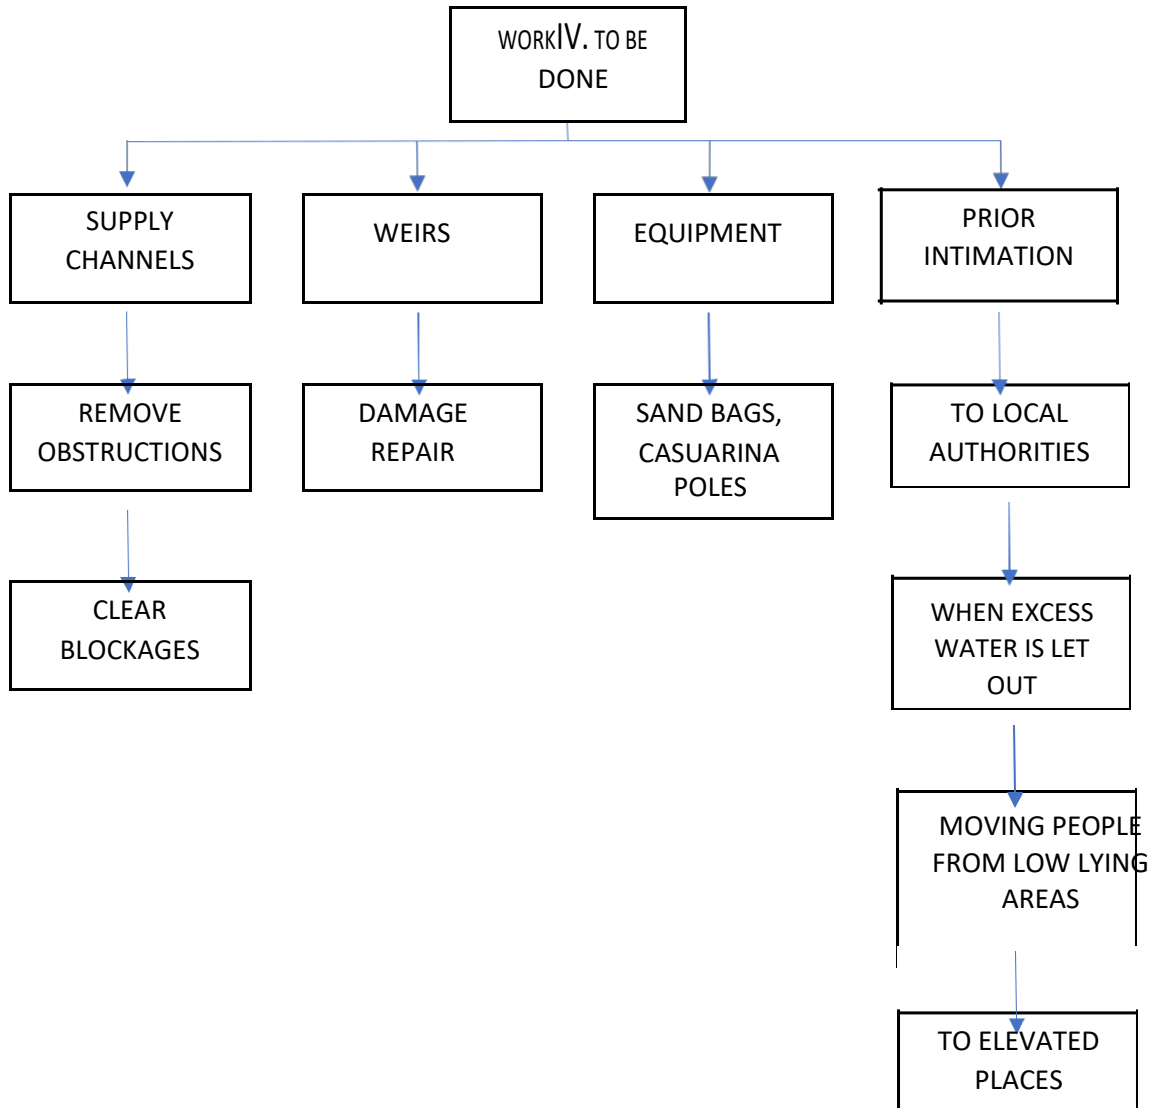 WORKIV. TO BE
DONE
SUPPLY
CHANNELS
WEIRS
EQUIPMENT
PRIOR
INTIMATION
REMOVE
OBSTRUCTIONS
DAMAGE
REPAIR
SAND BAGS,
CASUARINA
POLES
TO LOCAL
AUTHORITIES
CLEAR
BLOCKAGES
WHEN EXCESS
WATER IS LET
OUT
MOVING PEOPLE
FROM LOW LYING
AREAS
TO ELEVATED
PLACES